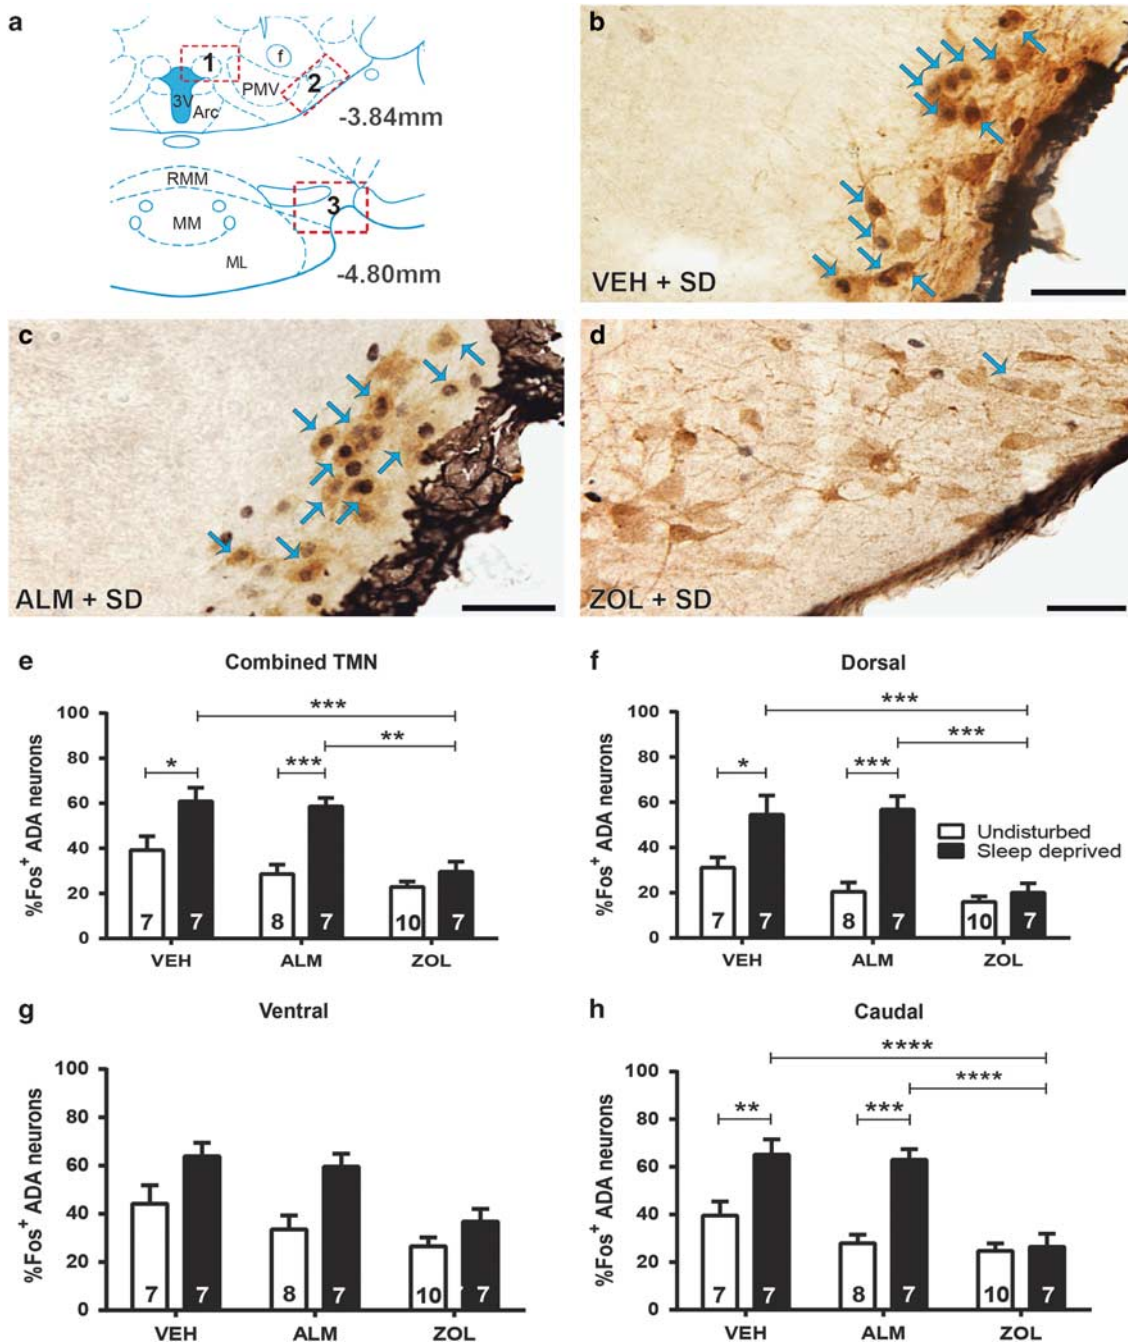 a
1
f
2
PMV
3V
Arc
-3.84mm
RMM
MM
3
ML
-4.80mm
b
VEH + SD
c
ALM + SD
d
ZOL + SD
e
Combined TMN
%Fos+ ADA neurons
100
80
60
40
20
0
*
***
***
**
7
7
8
7
10
7
VEH
ALM
ZOL
f
Dorsal
%Fos+ ADA neurons
100
80
60
40
20
0
*
***
***
***
Undisturbed
Sleep deprived
7
7
8
7
10
7
VEH
ALM
ZOL
g
Ventral
%Fos+ ADA neurons
100
80
60
40
20
0
7
7
8
7
10
7
VEH
ALM
ZOL
h
Caudal
%Fos+ ADA neurons
100
80
60
40
20
0
**
***
****
****
7
7
8
7
10
7
VEH
ALM
ZOL